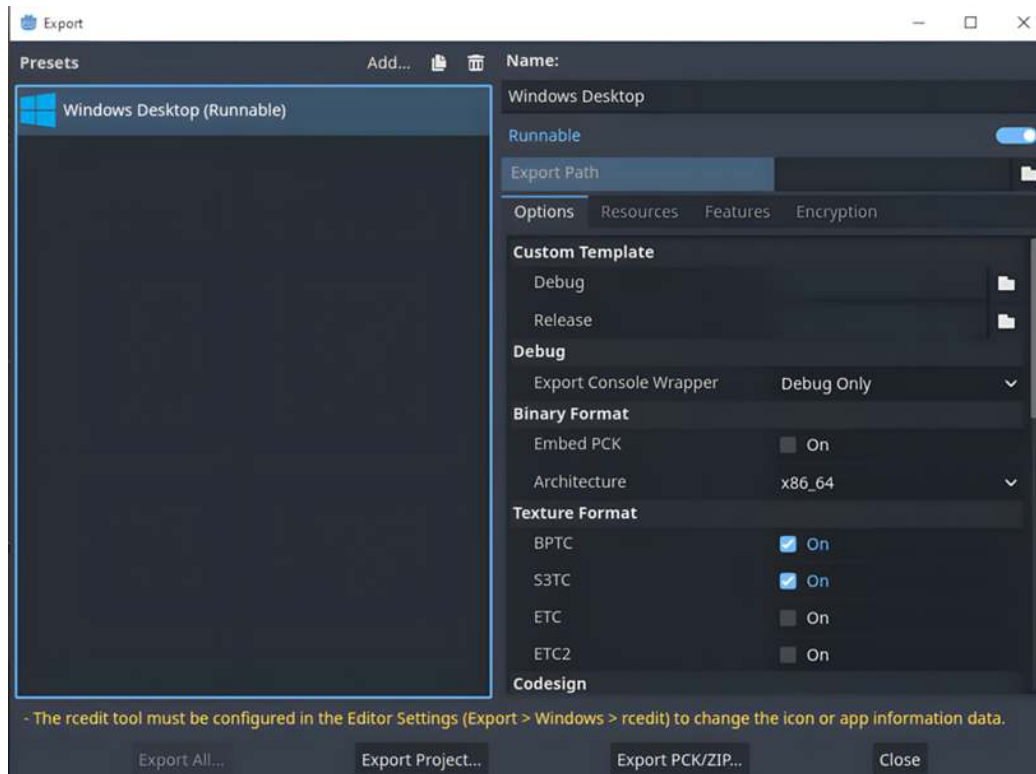 Export
Presets
Add...
Windows Desktop (Runnable)
Name:
Windows Desktop
Runnable
Export Path
Options Resources Features Encryption
Custom Template
Debug
Release
Debug
Export Console Wrapper Debug Only
Binary Format
Embed PCK On
Architecture x86_64
Texture Format
BPTC On
S3TC On
ETC On
ETC2 On
Codesign
- The rcedit tool must be configured in the Editor Settings (Export > Windows > rcedit) to change the icon or app information data.
Export All... Export Project... Export PCK/ZIP... Close